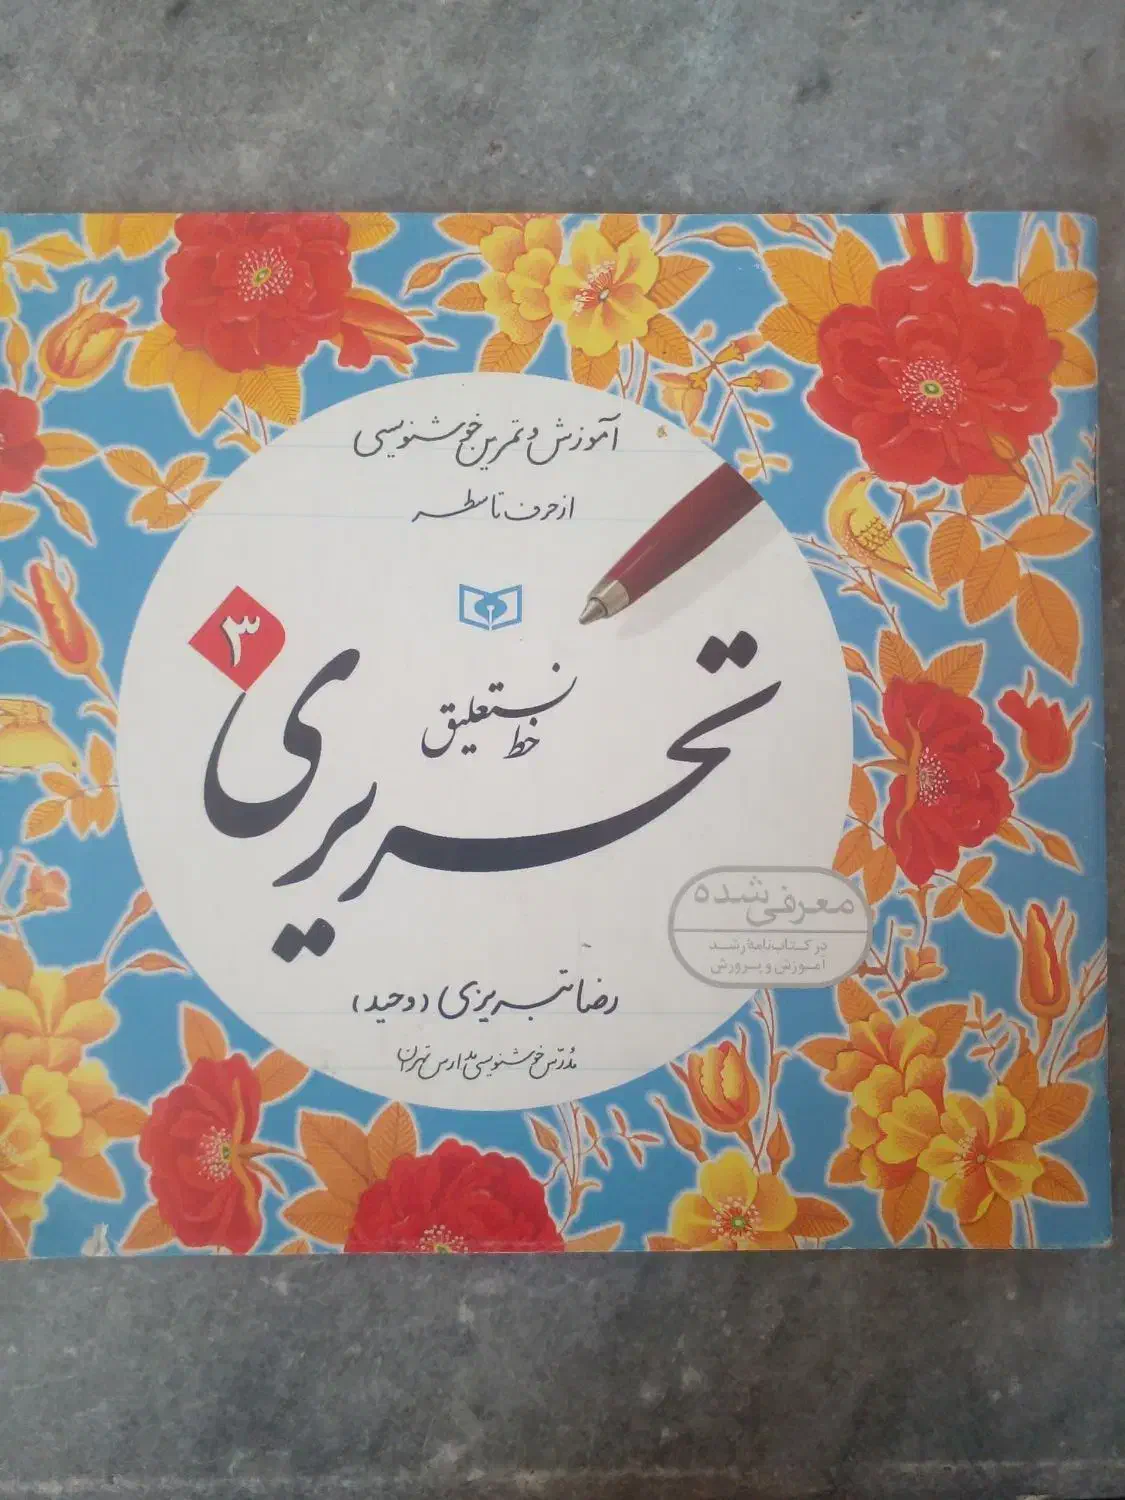 آموزش و تمرین خوشنویسی
از حرف تا سطر
۳
خط نستعلیق
تحریری
معرفی شده
در کتاب‌نامهٔ رشد
آموزش و پرورش
رضا تبریزی (وحید)
مُدرّس خوشنویسی مدارس تهران